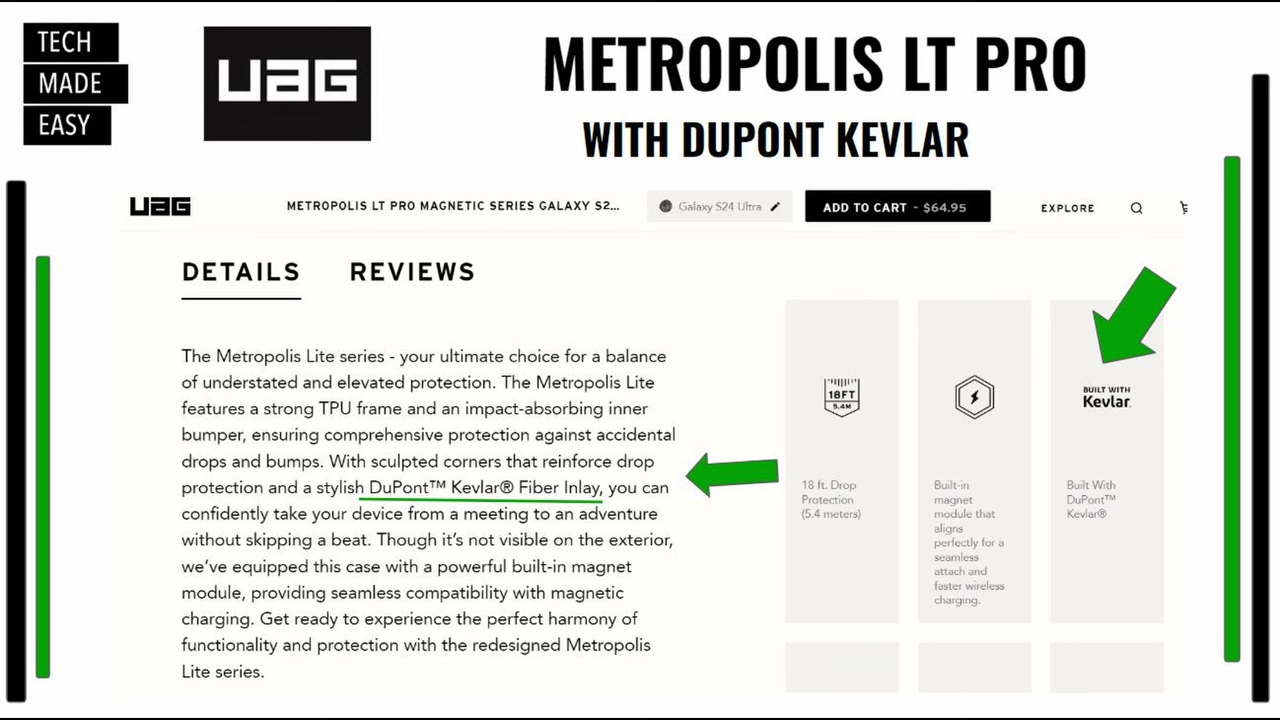 TECH
MADE
EASY
UAG
METROPOLIS LT PRO
WITH DUPONT KEVLAR
UAG
METROPOLIS LT PRO MAGNETIC SERIES GALAXY S2...
Galaxy S24 Ultra
ADD TO CART - $64.95
EXPLORE
DETAILS
REVIEWS
The Metropolis Lite series - your ultimate choice for a balance
of understated and elevated protection. The Metropolis Lite
features a strong TPU frame and an impact-absorbing inner
bumper, ensuring comprehensive protection against accidental
drops and bumps. With sculpted corners that reinforce drop
protection and a stylish DuPont™ Kevlar® Fiber Inlay, you can
confidently take your device from a meeting to an adventure
without skipping a beat. Though it's not visible on the exterior,
we've equipped this case with a powerful built-in magnet
module, providing seamless compatibility with magnetic
charging. Get ready to experience the perfect harmony of
functionality and protection with the redesigned Metropolis
Lite series.
18FT
5.4M
18 ft. Drop
Protection
(5.4 meters)
Built-in
magnet
module that
aligns
perfectly for a
seamless
attach and
faster wireless
charging.
BUILT WITH
Kevlar.
Built With
DuPont™
Kevlar®